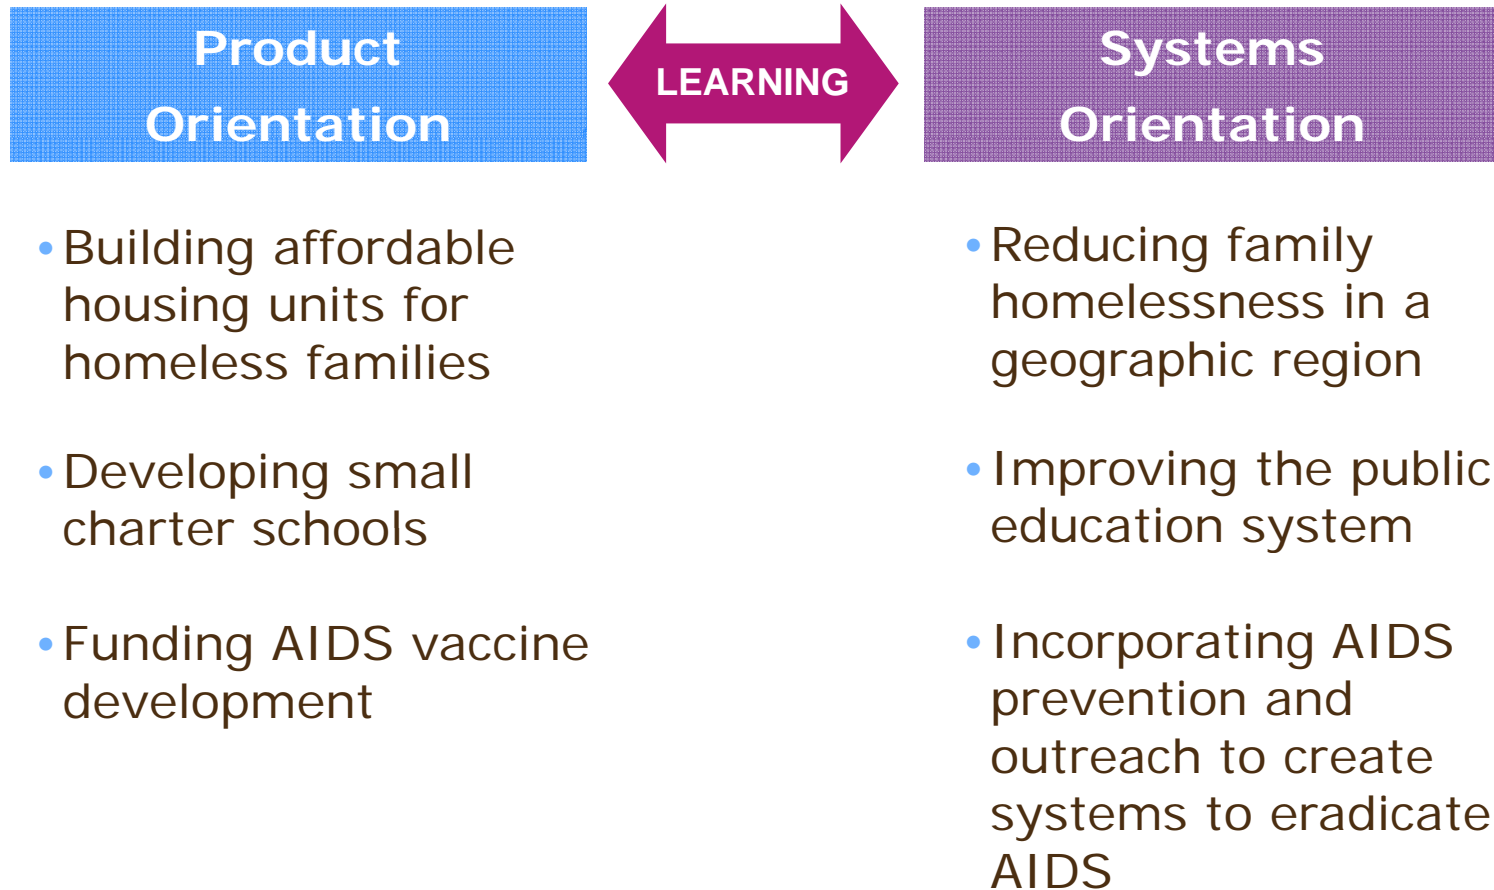 Product
Orientation
LEARNING
Systems
Orientation
•Building affordable
housing units for
homeless families
•Developing small
charter schools
•Funding AIDS vaccine
development
•Reducing family
homelessness in a
geographic region
•Improving the public
education system
•Incorporating AIDS
prevention and
outreach to create
systems to eradicate
AIDS